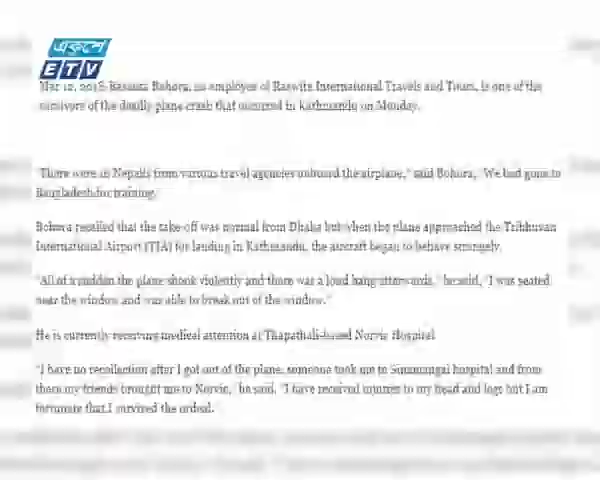 একুশে
ETV
Mar 12, 2018- Basanta Bohora, an employee of Raswita International Travels and Tours, is one of the
survivors of the deadly plane crash that occurred in Kathmandu on Monday.
"There were 16 Nepalis from various travel agencies onboard the airplane," said Bohora, "We had gone to
Bangladesh for training."
Bohora recalled that the take-off was normal from Dhaka but when the plane approached the Tribhuvan
International Airport (TIA) for landing in Kathmandu, the aircraft began to behave strangely.
"All of a sudden the plane shook violently and there was a loud bang afterwards," he said, "I was seated
near the window and was able to break out of the window."
He is currently receiving medical attention at Thapathali-based Norvic Hospital.
"I have no recollection after I got out of the plane, someone took me to Sinamangal hospital and from
there my friends brought me to Norvic," he said, "I have received injuries to my head and legs but I am
fortunate that I survived the ordeal.